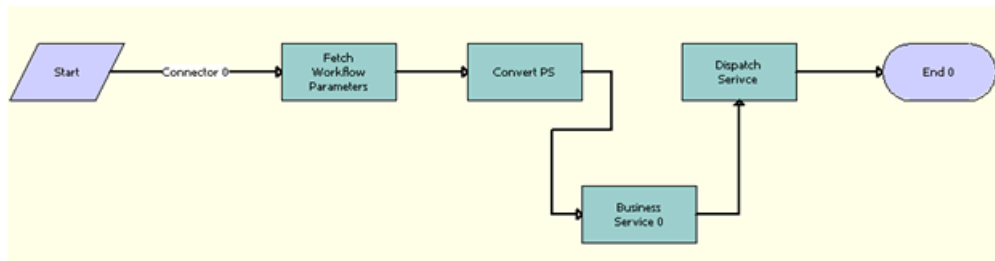 Start
Connector 0
Fetch
Workflow
Parameters
Convert PS
Business
Service 0
Dispatch
Serivce
End 0